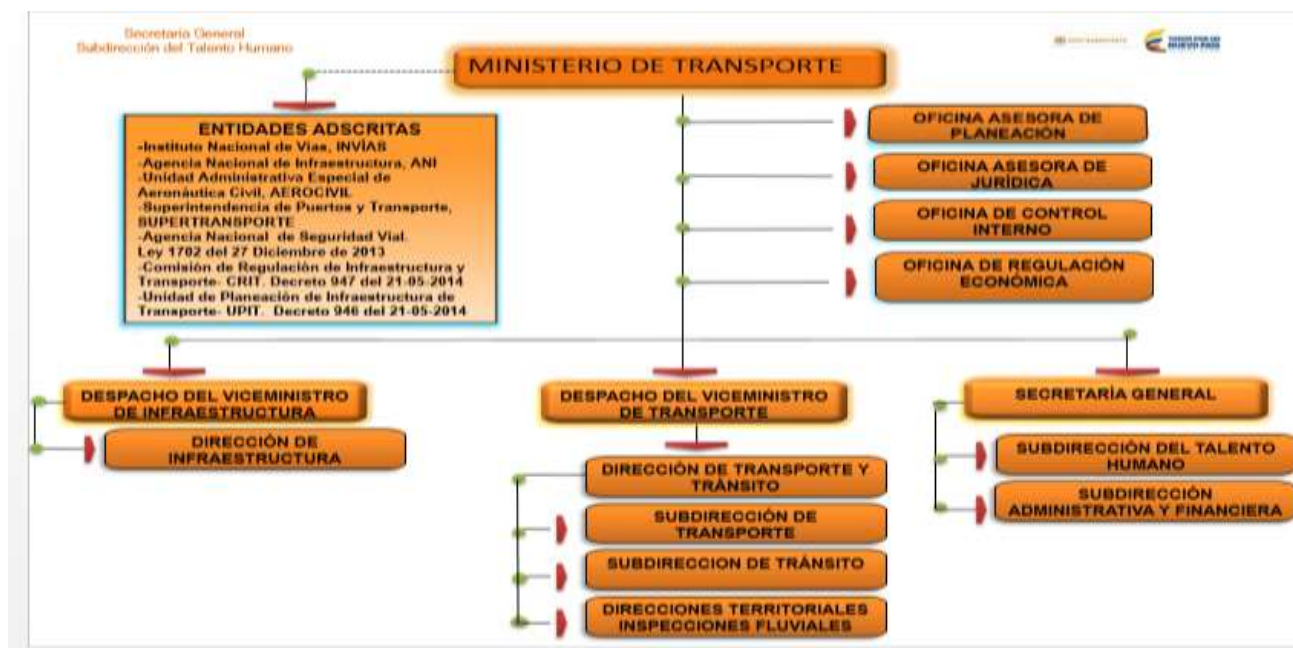 Secretaria General
Subdirección del Talento Humano
TODOS POR UN
NUEVO PAÍS
MINISTERIO DE TRANSPORTE
ENTIDADES ADSCRITAS
-Instituto Nacional de Vías, INVÍAS
-Agencia Nacional de Infraestructura, ANI
-Unidad Administrativa Especial de
Aeronáutica Civil, AEROCIVIL
-Superintendencia de Puertos y Transporte,
SUPERTRANSPORTE
-Agencia Nacional de Seguridad Vial.
Ley 1702 del 27 Diciembre de 2013
-Comisión de Regulación de Infraestructura y
Transporte- CRIT. Decreto 947 del 21-05-2014
-Unidad de Planeación de Infraestructura de
Transporte- UPIT. Decreto 946 del 21-05-2014
OFICINA ASESORA DE
PLANEACIÓN
OFICINA ASESORA DE
JURÍDICA
OFICINA DE CONTROL
INTERNO
OFICINA DE REGULACIÓN
ECONÓMICA
DESPACHO DEL VICEMINISTRO
DE INFRAESTRUCTURA
DIRECCIÓN DE
INFRAESTRUCTURA
DESPACHO DEL VICEMINISTRO
DE TRANSPORTE
DIRECCIÓN DE TRANSPORTE Y
TRÁNSITO
SUBDIRECCIÓN DE
TRANSPORTE
SUBDIRECCION DE TRÁNSITO
DIRECCIONES TERRITORIALES
INSPECCIONES FLUVIALES
SECRETARÍA GENERAL
SUBDIRECCIÓN DEL TALENTO
HUMANO
SUBDIRECCIÓN
ADMINISTRATIVA Y FINANCIERA